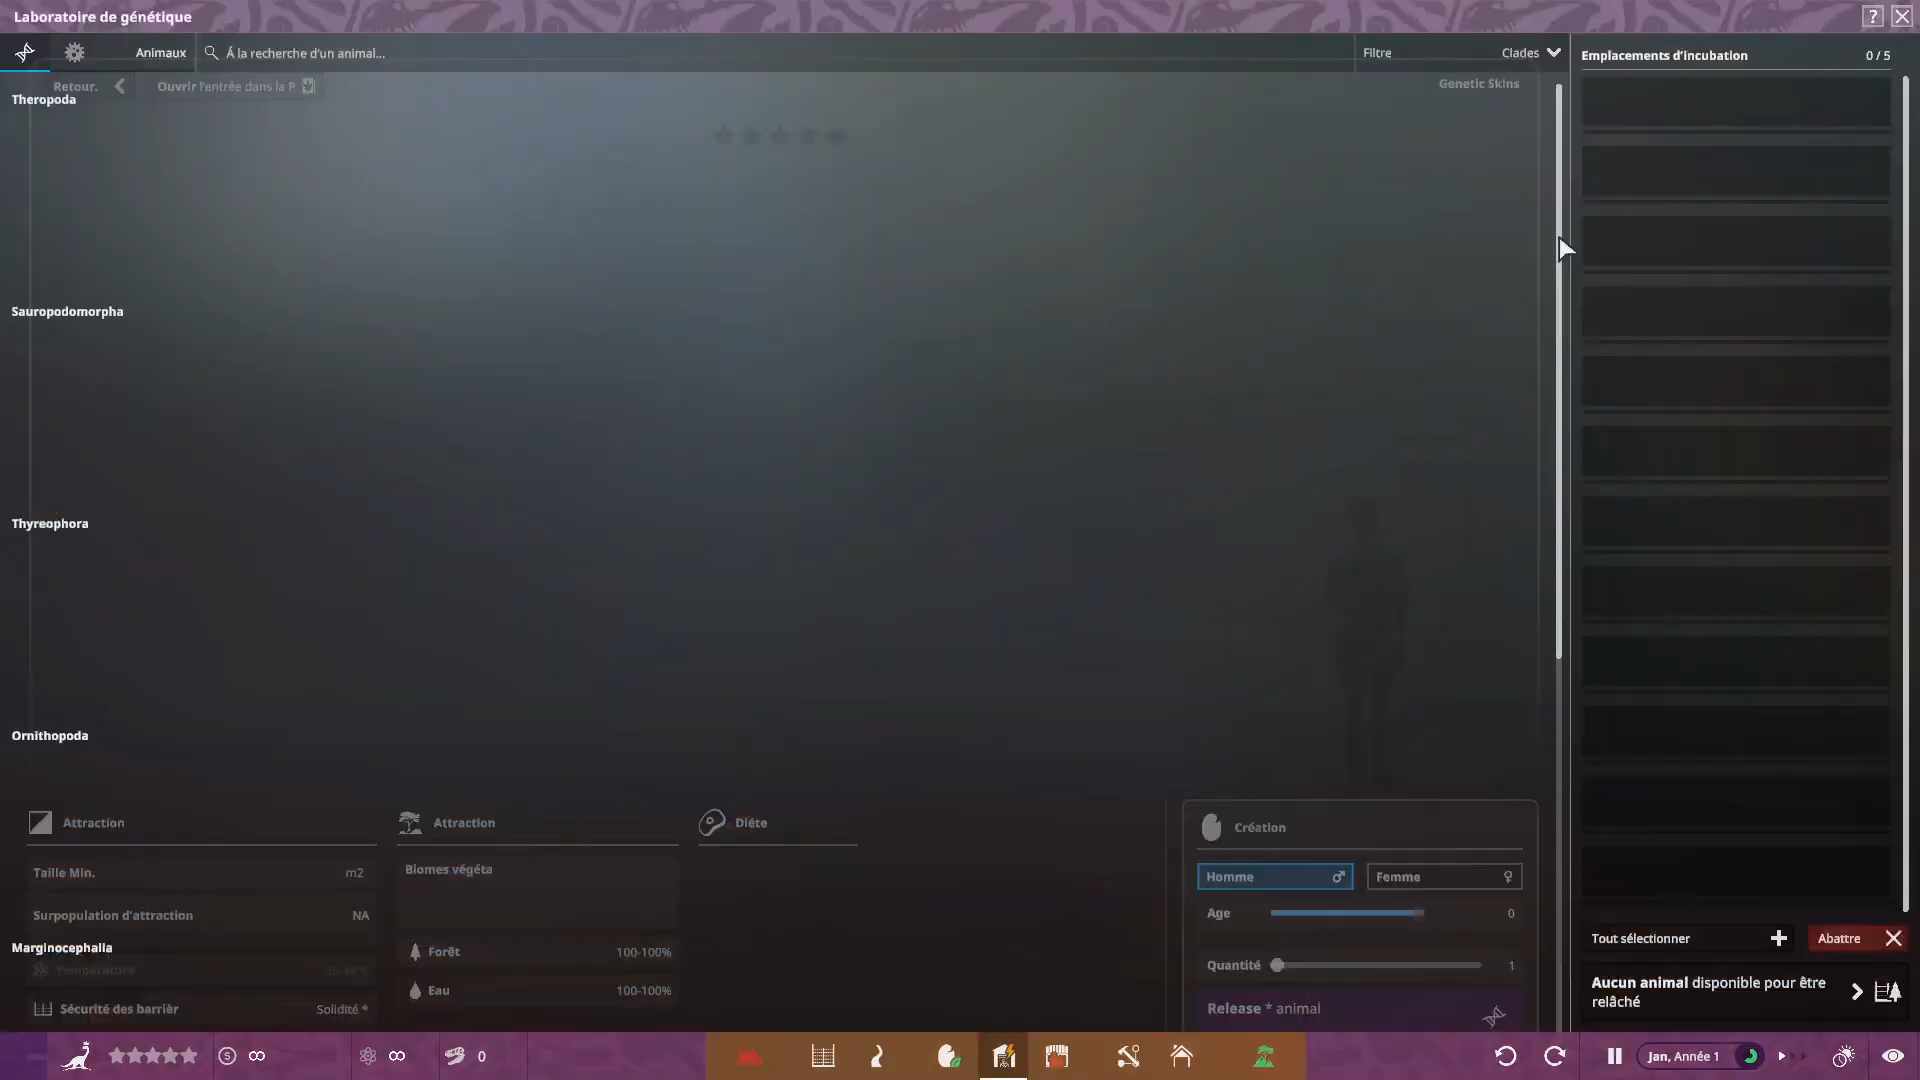 Laboratoire de génétique
?
Animaux
Á la recherche d'un animal...
Filtre
Clades
Emplacements d'incubation
0 / 5
Retour.
Ouvrir l'entrée dans la P
Genetic Skins
Theropoda
Sauropodomorpha
Thyreophora
Ornithopoda
Attraction
Attraction
Diéte
Création
Taille Min.
m2
Biomes végéta
Homme
Femme
Surpopulation d'attraction
NA
Age
0
Marginocephalia
Tout sélectionner
Abattre
Forêt
100-100%
Température
Quantité
1
Eau
100-100%
Aucun animal disponible pour être
relâché
Sécurité des barrièr
Solidité *
Release * animal
∞
∞
0
Jan, Année 1